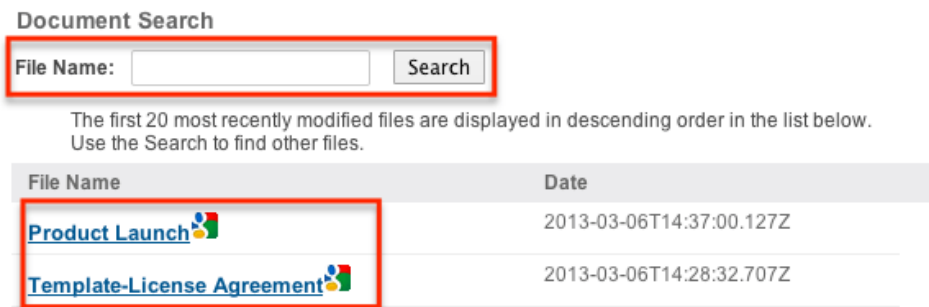 Document Search
File Name: Search
The first 20 most recently modified files are displayed in descending order in the list below.
Use the Search to find other files.
File Name Date
Product Launch 2013-03-06T14:37:00.127Z
Template-License Agreement 2013-03-06T14:28:32.707Z